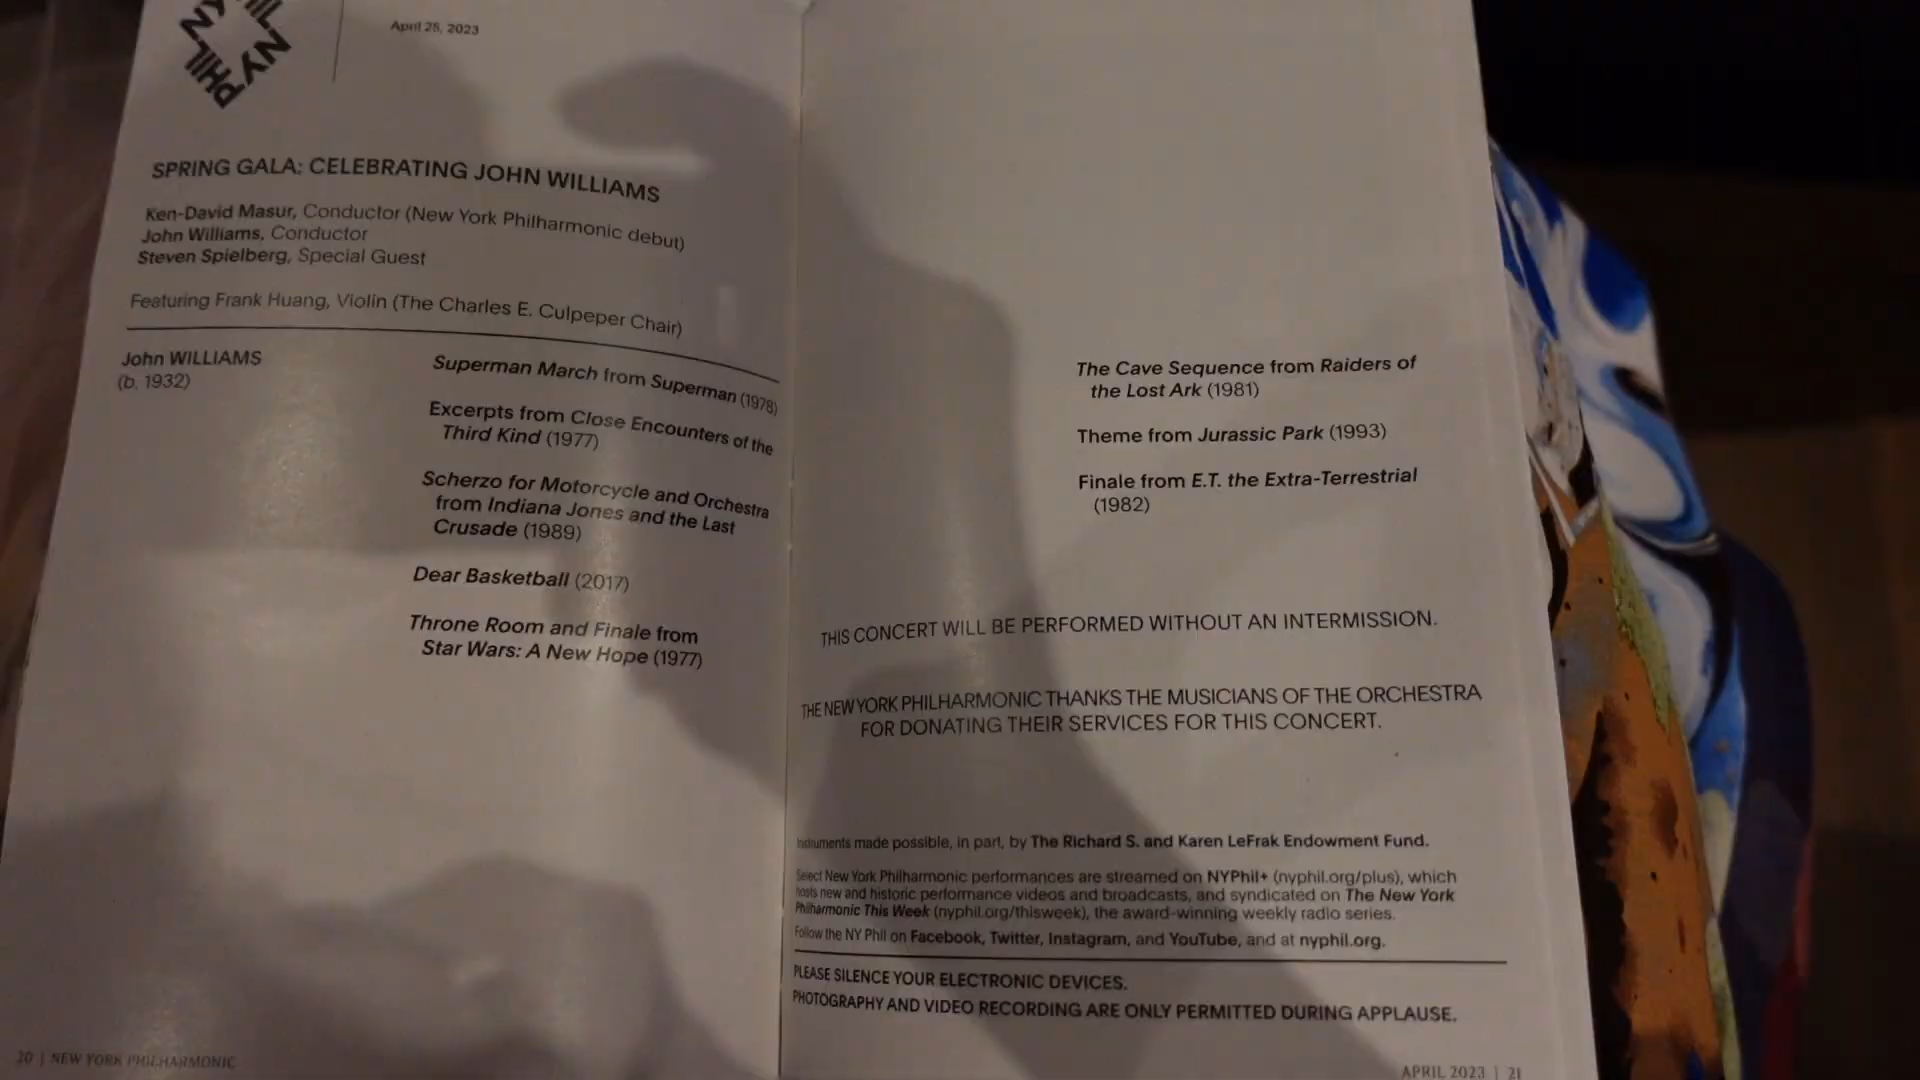 PHIL NY
April 25, 2023
SPRING GALA: CELEBRATING JOHN WILLIAMS
Ken-David Masur, Conductor (New York Philharmonic debut)
John Williams, Conductor
Steven Spielberg, Special Guest
Featuring Frank Huang, Violin (The Charles E. Culpeper Chair)
John WILLIAMS
(b. 1932)
Superman March from Superman (1978)
Excerpts from Close Encounters of the
Third Kind (1977)
Scherzo for Motorcycle and Orchestra
from Indiana Jones and the Last
Crusade (1989)
Dear Basketball (2017)
Throne Room and Finale from
Star Wars: A New Hope (1977)
20 | NEW YORK PHILHARMONIC
The Cave Sequence from Raiders of
the Lost Ark (1981)
Theme from Jurassic Park (1993)
Finale from E.T. the Extra-Terrestrial
(1982)
THIS CONCERT WILL BE PERFORMED WITHOUT AN INTERMISSION.
THE NEW YORK PHILHARMONIC THANKS THE MUSICIANS OF THE ORCHESTRA
FOR DONATING THEIR SERVICES FOR THIS CONCERT.
Instruments made possible, in part, by The Richard S. and Karen LeFrak Endowment Fund.
Select New York Philharmonic performances are streamed on NYPhil+ (nyphil.org/plus), which
hosts new and historic performance videos and broadcasts, and syndicated on The New York
Philharmonic This Week (nyphil.org/thisweek), the award-winning weekly radio series.
Follow the NY Phil on Facebook, Twitter, Instagram, and YouTube, and at nyphil.org.
PLEASE SILENCE YOUR ELECTRONIC DEVICES.
PHOTOGRAPHY AND VIDEO RECORDING ARE ONLY PERMITTED DURING APPLAUSE.
APRIL 2023 | 21